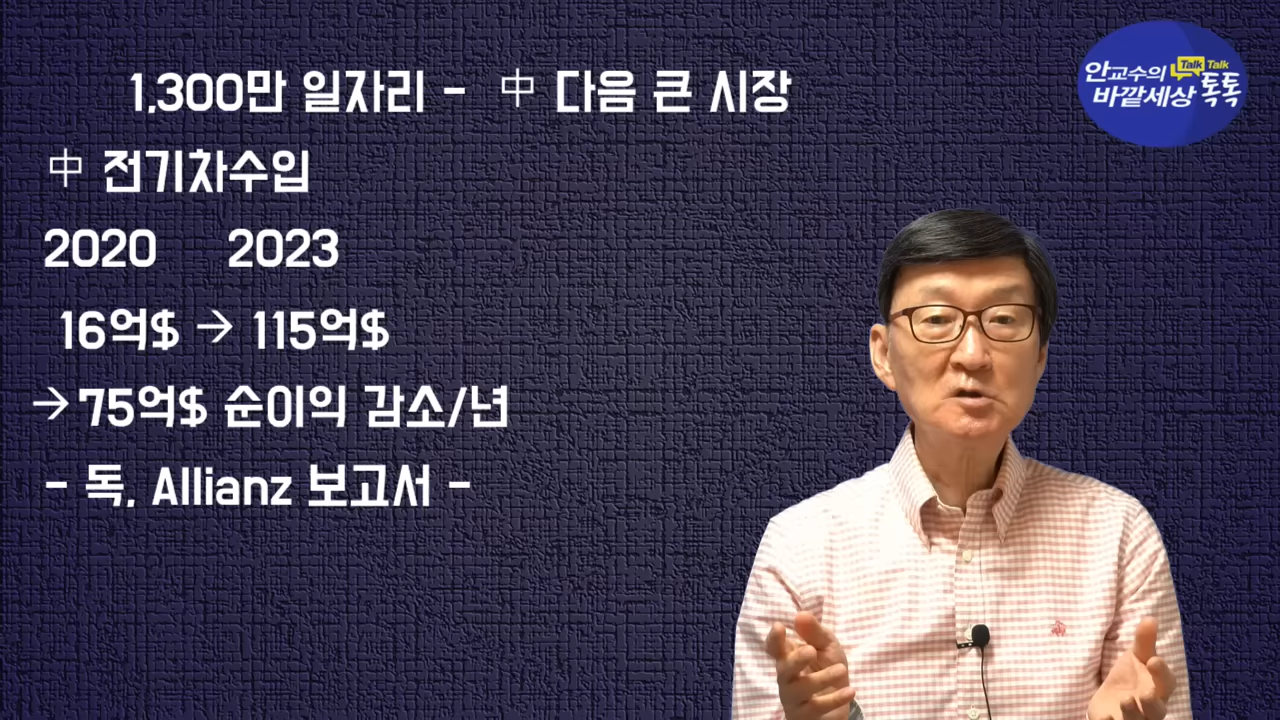 1,300만 일자리 - 中 다음 큰 시장
中 전기차수입
2020 2023
16억$ → 115억$
→ 75억$ 순이익 감소/년
- 독, Allianz 보고서 -
안교수의 Talk Talk
바깥세상 톡톡